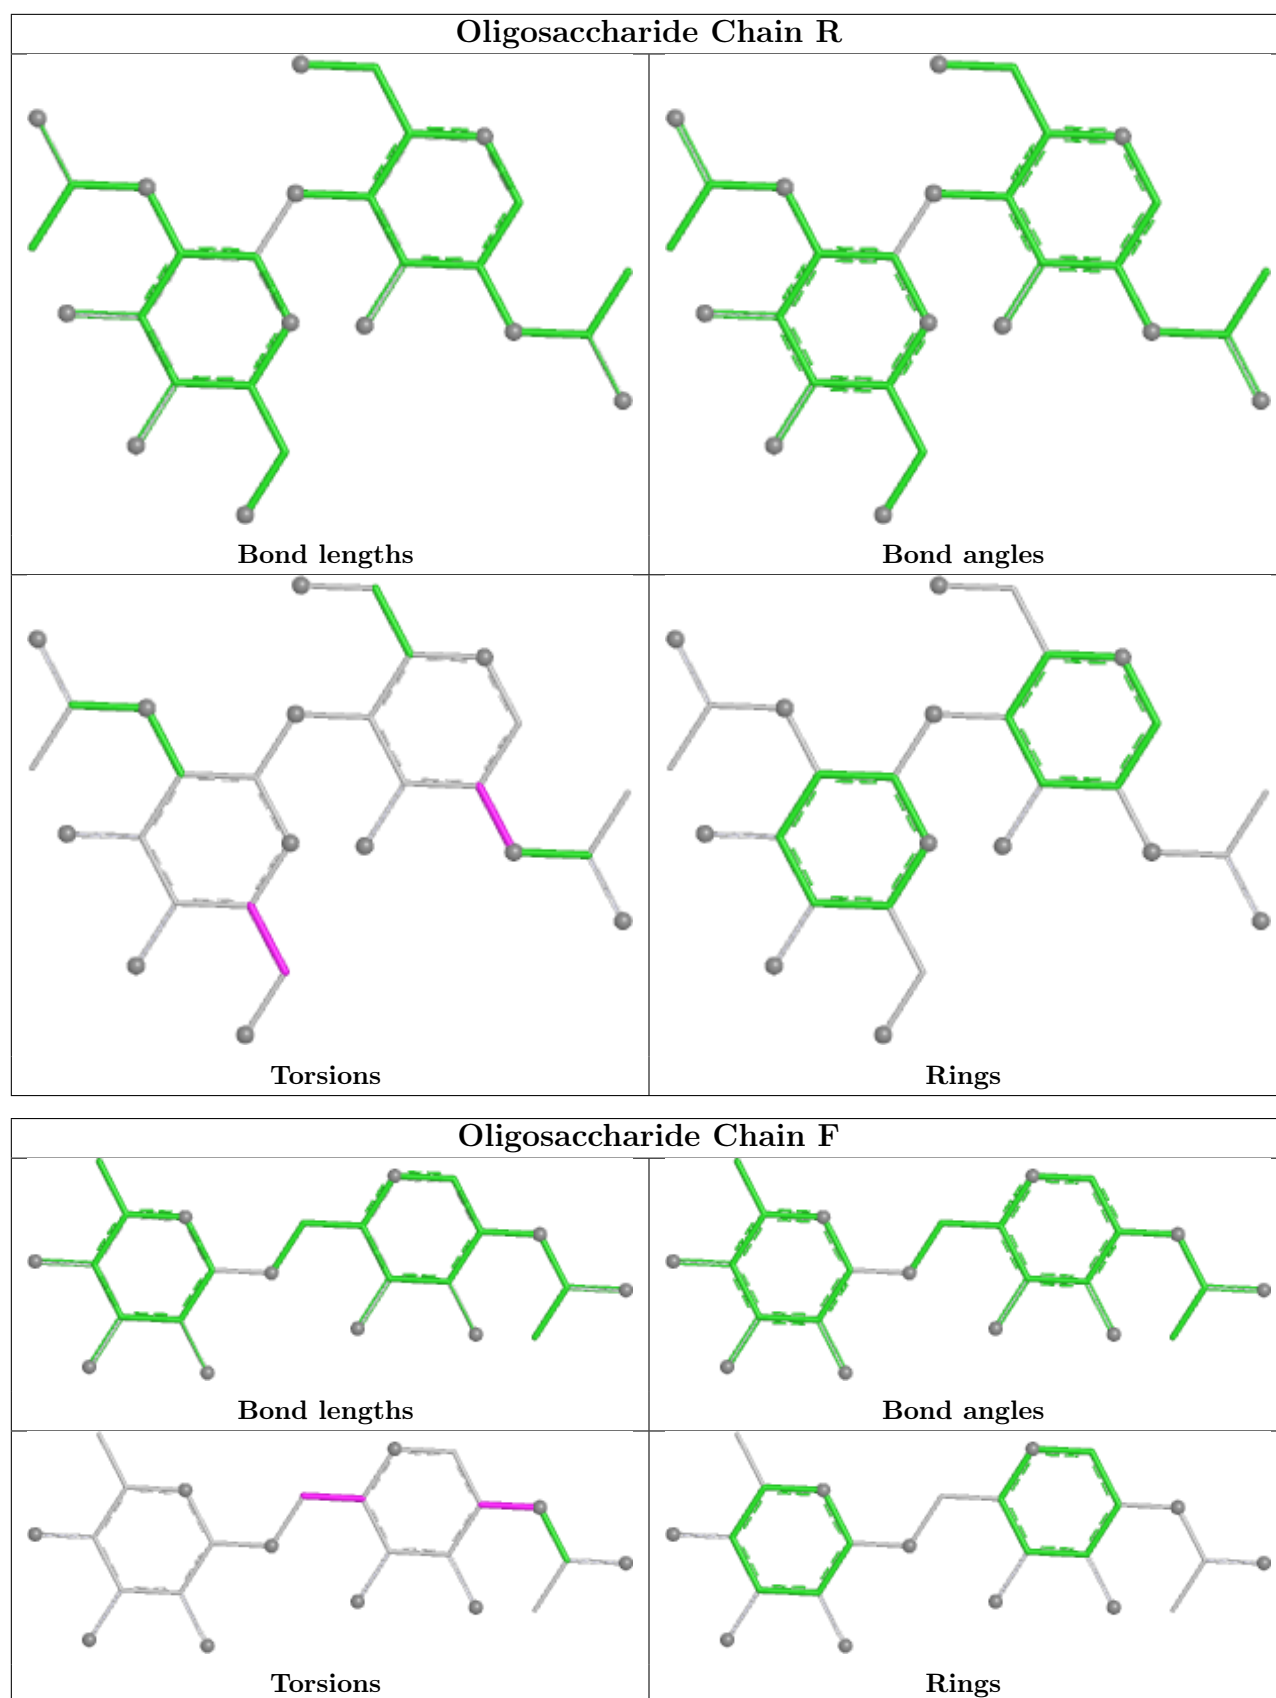 Oligosaccharide Chain R
Bond lengths
Bond angles
Torsions
Rings
Oligosaccharide Chain F
Bond lengths
Bond angles
Torsions
Rings